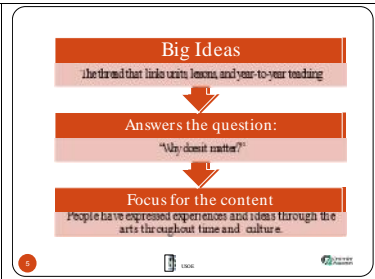 Big Ideas
The thread that links units, lessons, and year-to-year teaching
Answers the question:
"Why does it matter?"
Focus for the content
People have expressed experiences and ideas through the
arts throughout time and culture.
5
USOE